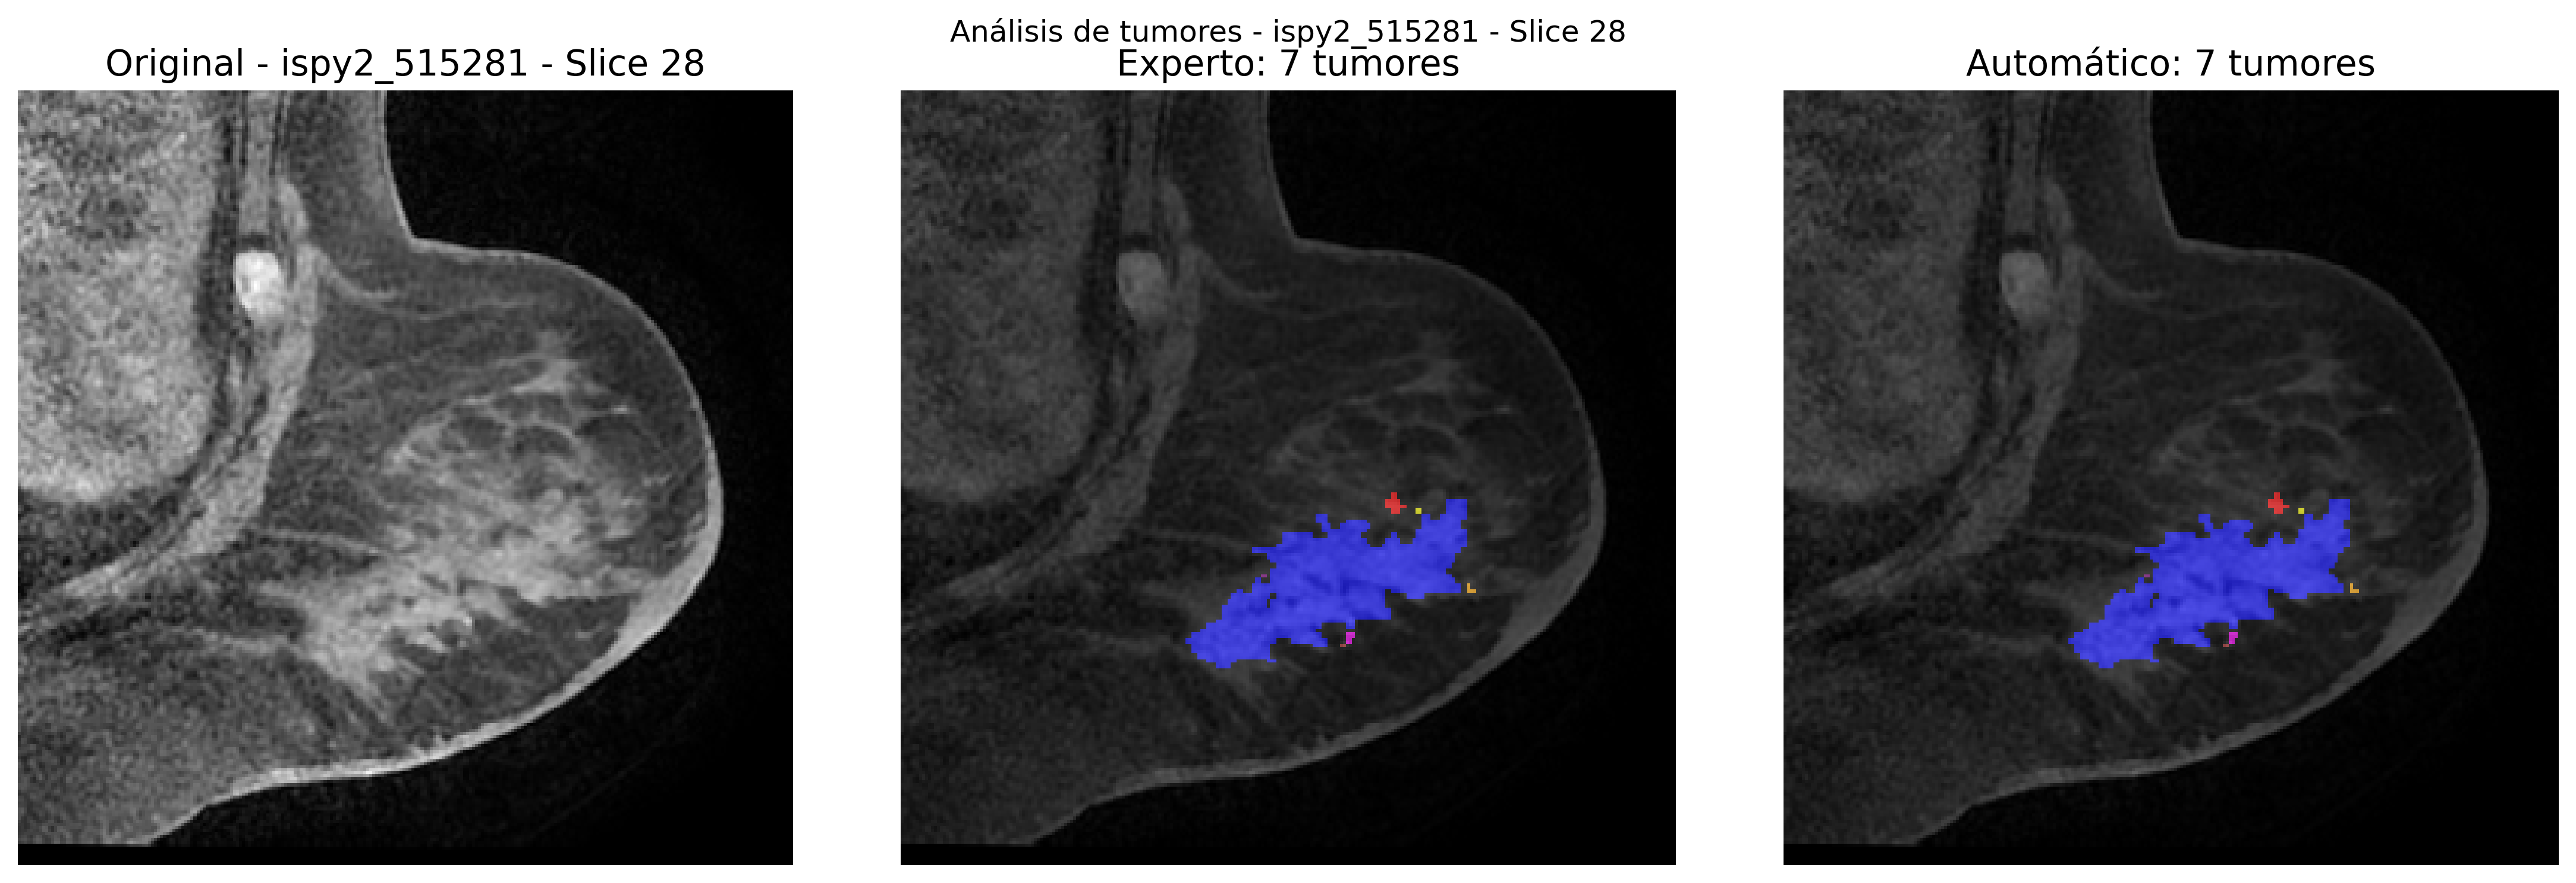 Análisis de tumores - ispy2_515281 - Slice 28
Original - ispy2_515281 - Slice 28
Experto: 7 tumores
Automático: 7 tumores